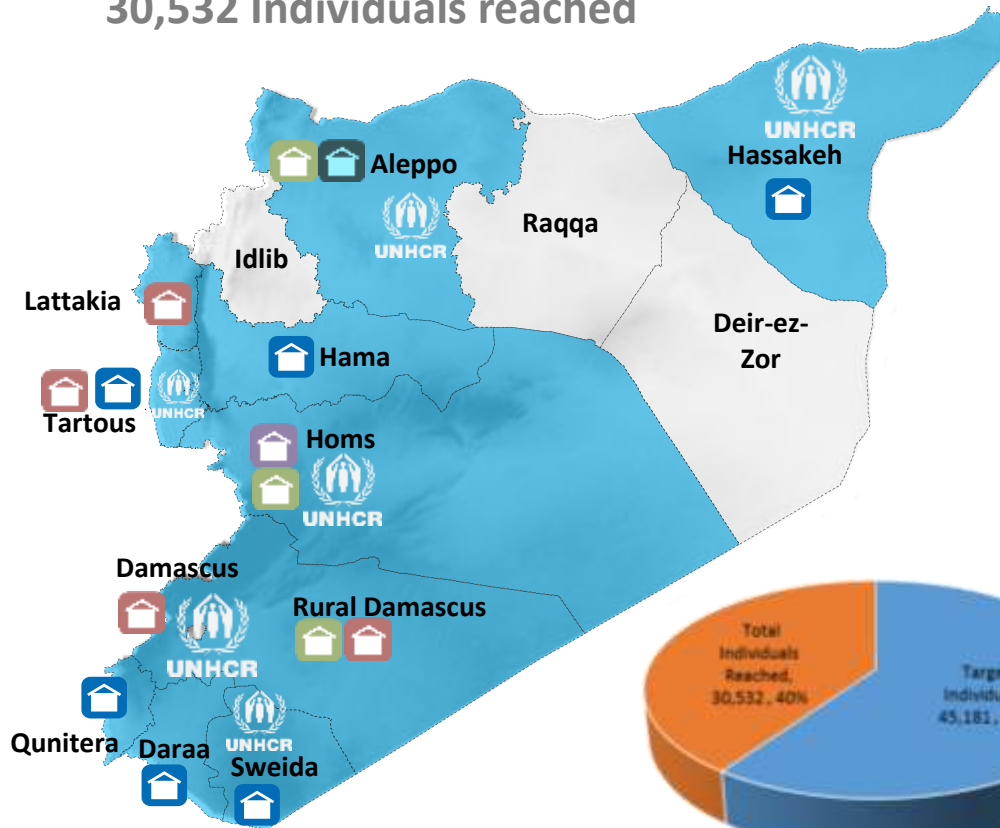 30,532 Individuals reached
UNHCR
Hassakeh
Aleppo
UNHCR
Raqqa
Idlib
Lattakia
Deir-ez-
Zor
Hama
Tartous
UNHCR
Homs
UNHCR
Damascus
Rural Damascus
UNHCR
Qunitera
Daraa
UNHCR
Sweida
Total
Individuals
Reached,
30,532 , 40%
Targe
Individu
45,181 ,